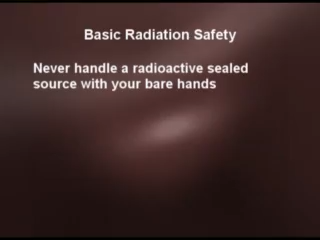 Basic Radiation Safety
Never handle a radioactive sealed
source with your bare hands